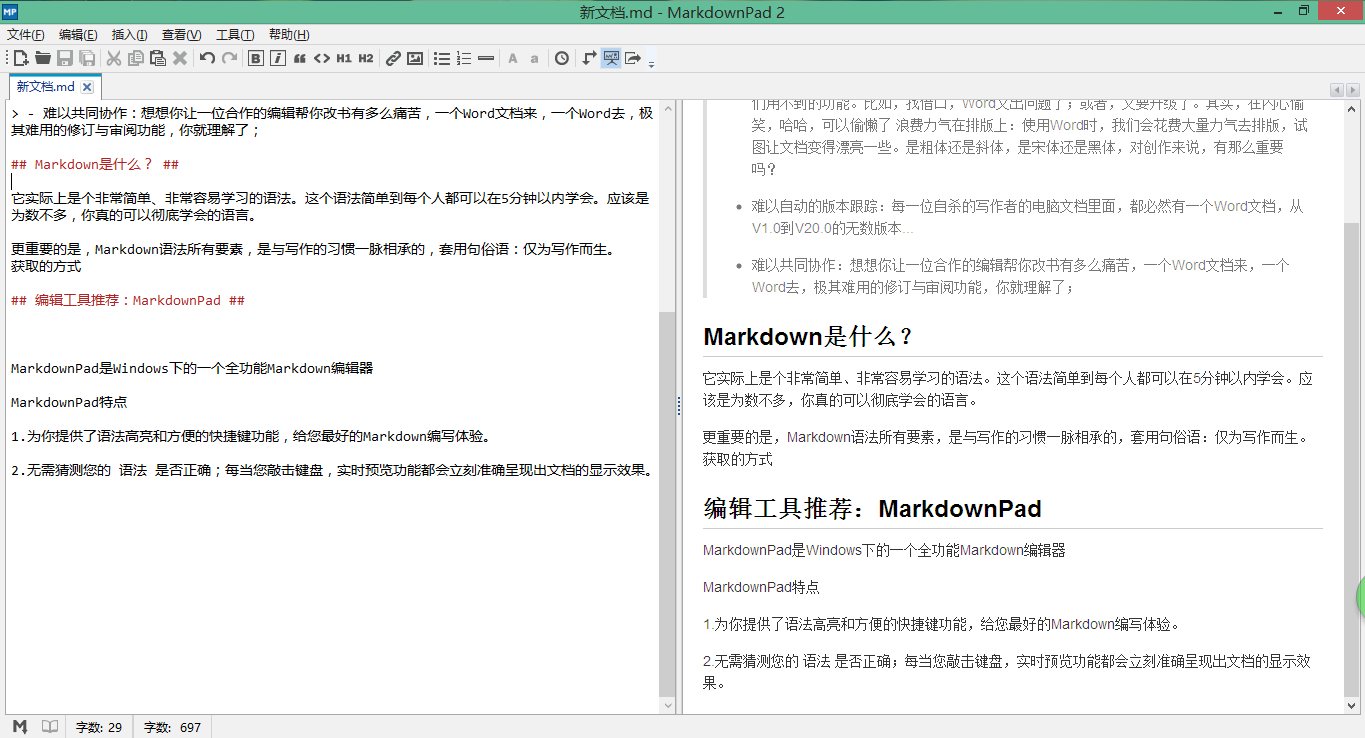 MP 新文档.md - MarkdownPad 2
文件(F) 编辑(E) 插入(I) 查看(V) 工具(T) 帮助(H)
B i H1 H2 A a
新文档.md
> - 难以共同协作：想想你让一位合作的编辑帮你改书有多么痛苦，一个Word文档来，一个Word去，极
其难用的修订与审阅功能，你就理解了；
## Markdown是什么？ ##
它实际上是个非常简单、非常容易学习的语法。这个语法简单到每个人都可以在5分钟以内学会。应该是
为数不多，你真的可以彻底学会的语言。
更重要的是，Markdown语法所有要素，是与写作的习惯一脉相承的，套用句俗语：仅为写作而生。
获取的方式
## 编辑工具推荐：MarkdownPad ##
MarkdownPad是Windows下的一个全功能Markdown编辑器
MarkdownPad特点
1.为你提供了语法高亮和方便的快捷键功能，给您最好的Markdown编写体验。
2.无需猜测您的 语法 是否正确；每当您敲击键盘，实时预览功能都会立刻准确呈现出文档的显示效果。
们用不到的功能。比如，找借口，Word又出问题了；或者，又要升级了。其实，在内心偷
笑，哈哈，可以偷懒了 浪费力气在排版上：使用Word时，我们会花费大量力气去排版，试
图让文档变得漂亮一些。是粗体还是斜体，是宋体还是黑体，对创作来说，有那么重要
吗？
• 难以自动的版本跟踪：每一位自杀的写作者的电脑文档里面，都必然有一个Word文档，从
V1.0到V20.0的无数版本...
• 难以共同协作：想想你让一位合作的编辑帮你改书有多么痛苦，一个Word文档来，一个
Word去，极其难用的修订与审阅功能，你就理解了；
Markdown是什么？
它实际上是个非常简单、非常容易学习的语法。这个语法简单到每个人都可以在5分钟以内学会。应
该是为数不多，你真的可以彻底学会的语言。
更重要的是，Markdown语法所有要素，是与写作的习惯一脉相承的，套用句俗语：仅为写作而生。
获取的方式
编辑工具推荐：MarkdownPad
MarkdownPad是Windows下的一个全功能Markdown编辑器
MarkdownPad特点
1.为你提供了语法高亮和方便的快捷键功能，给您最好的Markdown编写体验。
2.无需猜测您的 语法 是否正确；每当您敲击键盘，实时预览功能都会立刻准确呈现出文档的显示效
果。
字数: 29 字数: 697